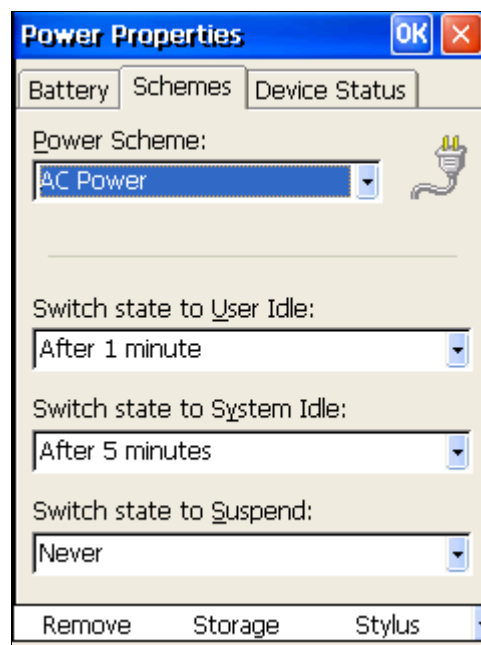 Power Properties OK
Battery Schemes Device Status
Power Scheme:
AC Power
Switch state to User Idle:
After 1 minute
Switch state to System Idle:
After 5 minutes
Switch state to Suspend:
Never
Remove Storage Stylus